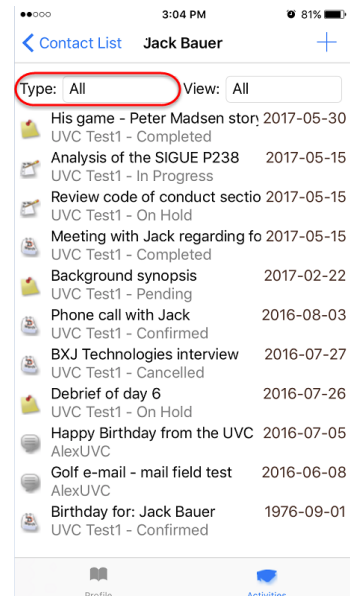 3:04 PM
81%
Contact List
Jack Bauer
Type: All
View: All
His game - Peter Madsen story 2017-05-30
UVC Test1 - Completed
Analysis of the SIGUE P238 2017-05-15
UVC Test1 - In Progress
Review code of conduct sectio 2017-05-15
UVC Test1 - On Hold
Meeting with Jack regarding fo 2017-05-15
UVC Test1 - Completed
Background synopsis 2017-02-22
UVC Test1 - Pending
Phone call with Jack 2016-08-03
UVC Test1 - Confirmed
BXJ Technologies interview 2016-07-27
UVC Test1 - Cancelled
Debrief of day 6 2016-07-26
UVC Test1 - On Hold
Happy Birthday from the UVC 2016-07-05
AlexUVC
Golf e-mail - mail field test 2016-06-08
AlexUVC
Birthday for: Jack Bauer 1976-09-01
UVC Test1 - Confirmed
Profile
Activities